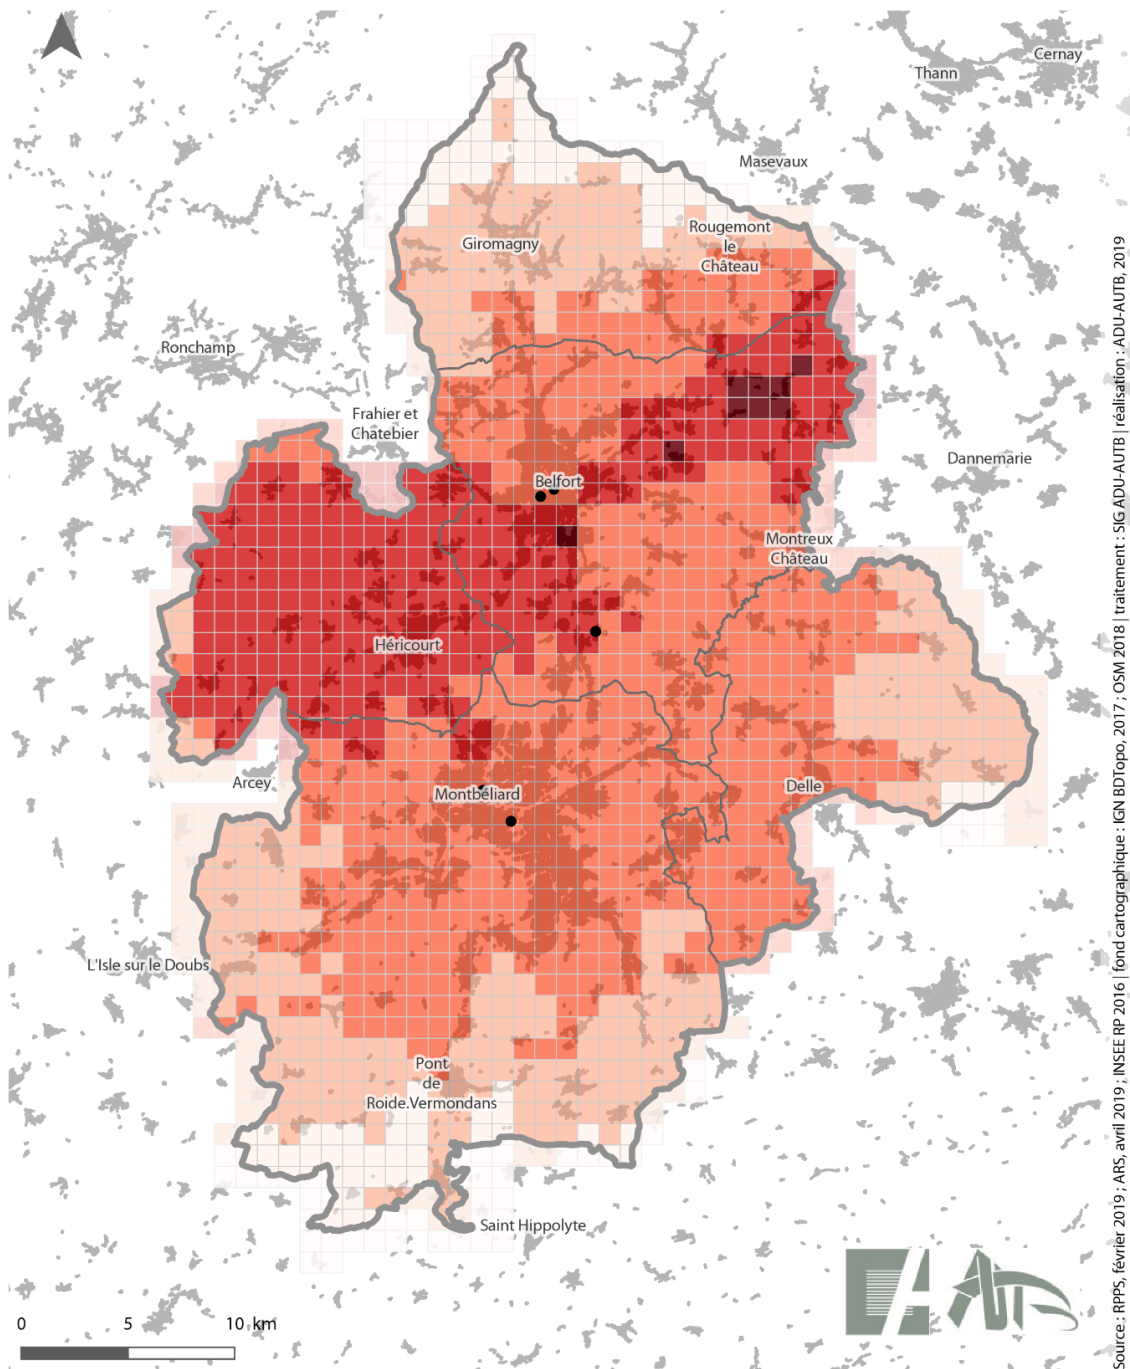 Cernay
Thann
Masevaux
Rougemont
le
Château
Giromagny
Ronchamp
Frahier et
Chatebier
Dannemarie
Belfort
Montreux
Château
Héricourt
Arcey
Montbéliard
Delle
L'Isle sur le Doubs
Pont
de
Roide.Vermondans
Saint Hippolyte
0 5 10 km
Source : RPPS, février 2019 ; ARS, avril 2019 ; INSEE RP 2016 | fond cartographique : IGN BDTopo, 2017 ; OSM 2018 | traitement : SIG ADU-AUTB | réalisation : ADU-AUTB, 2019